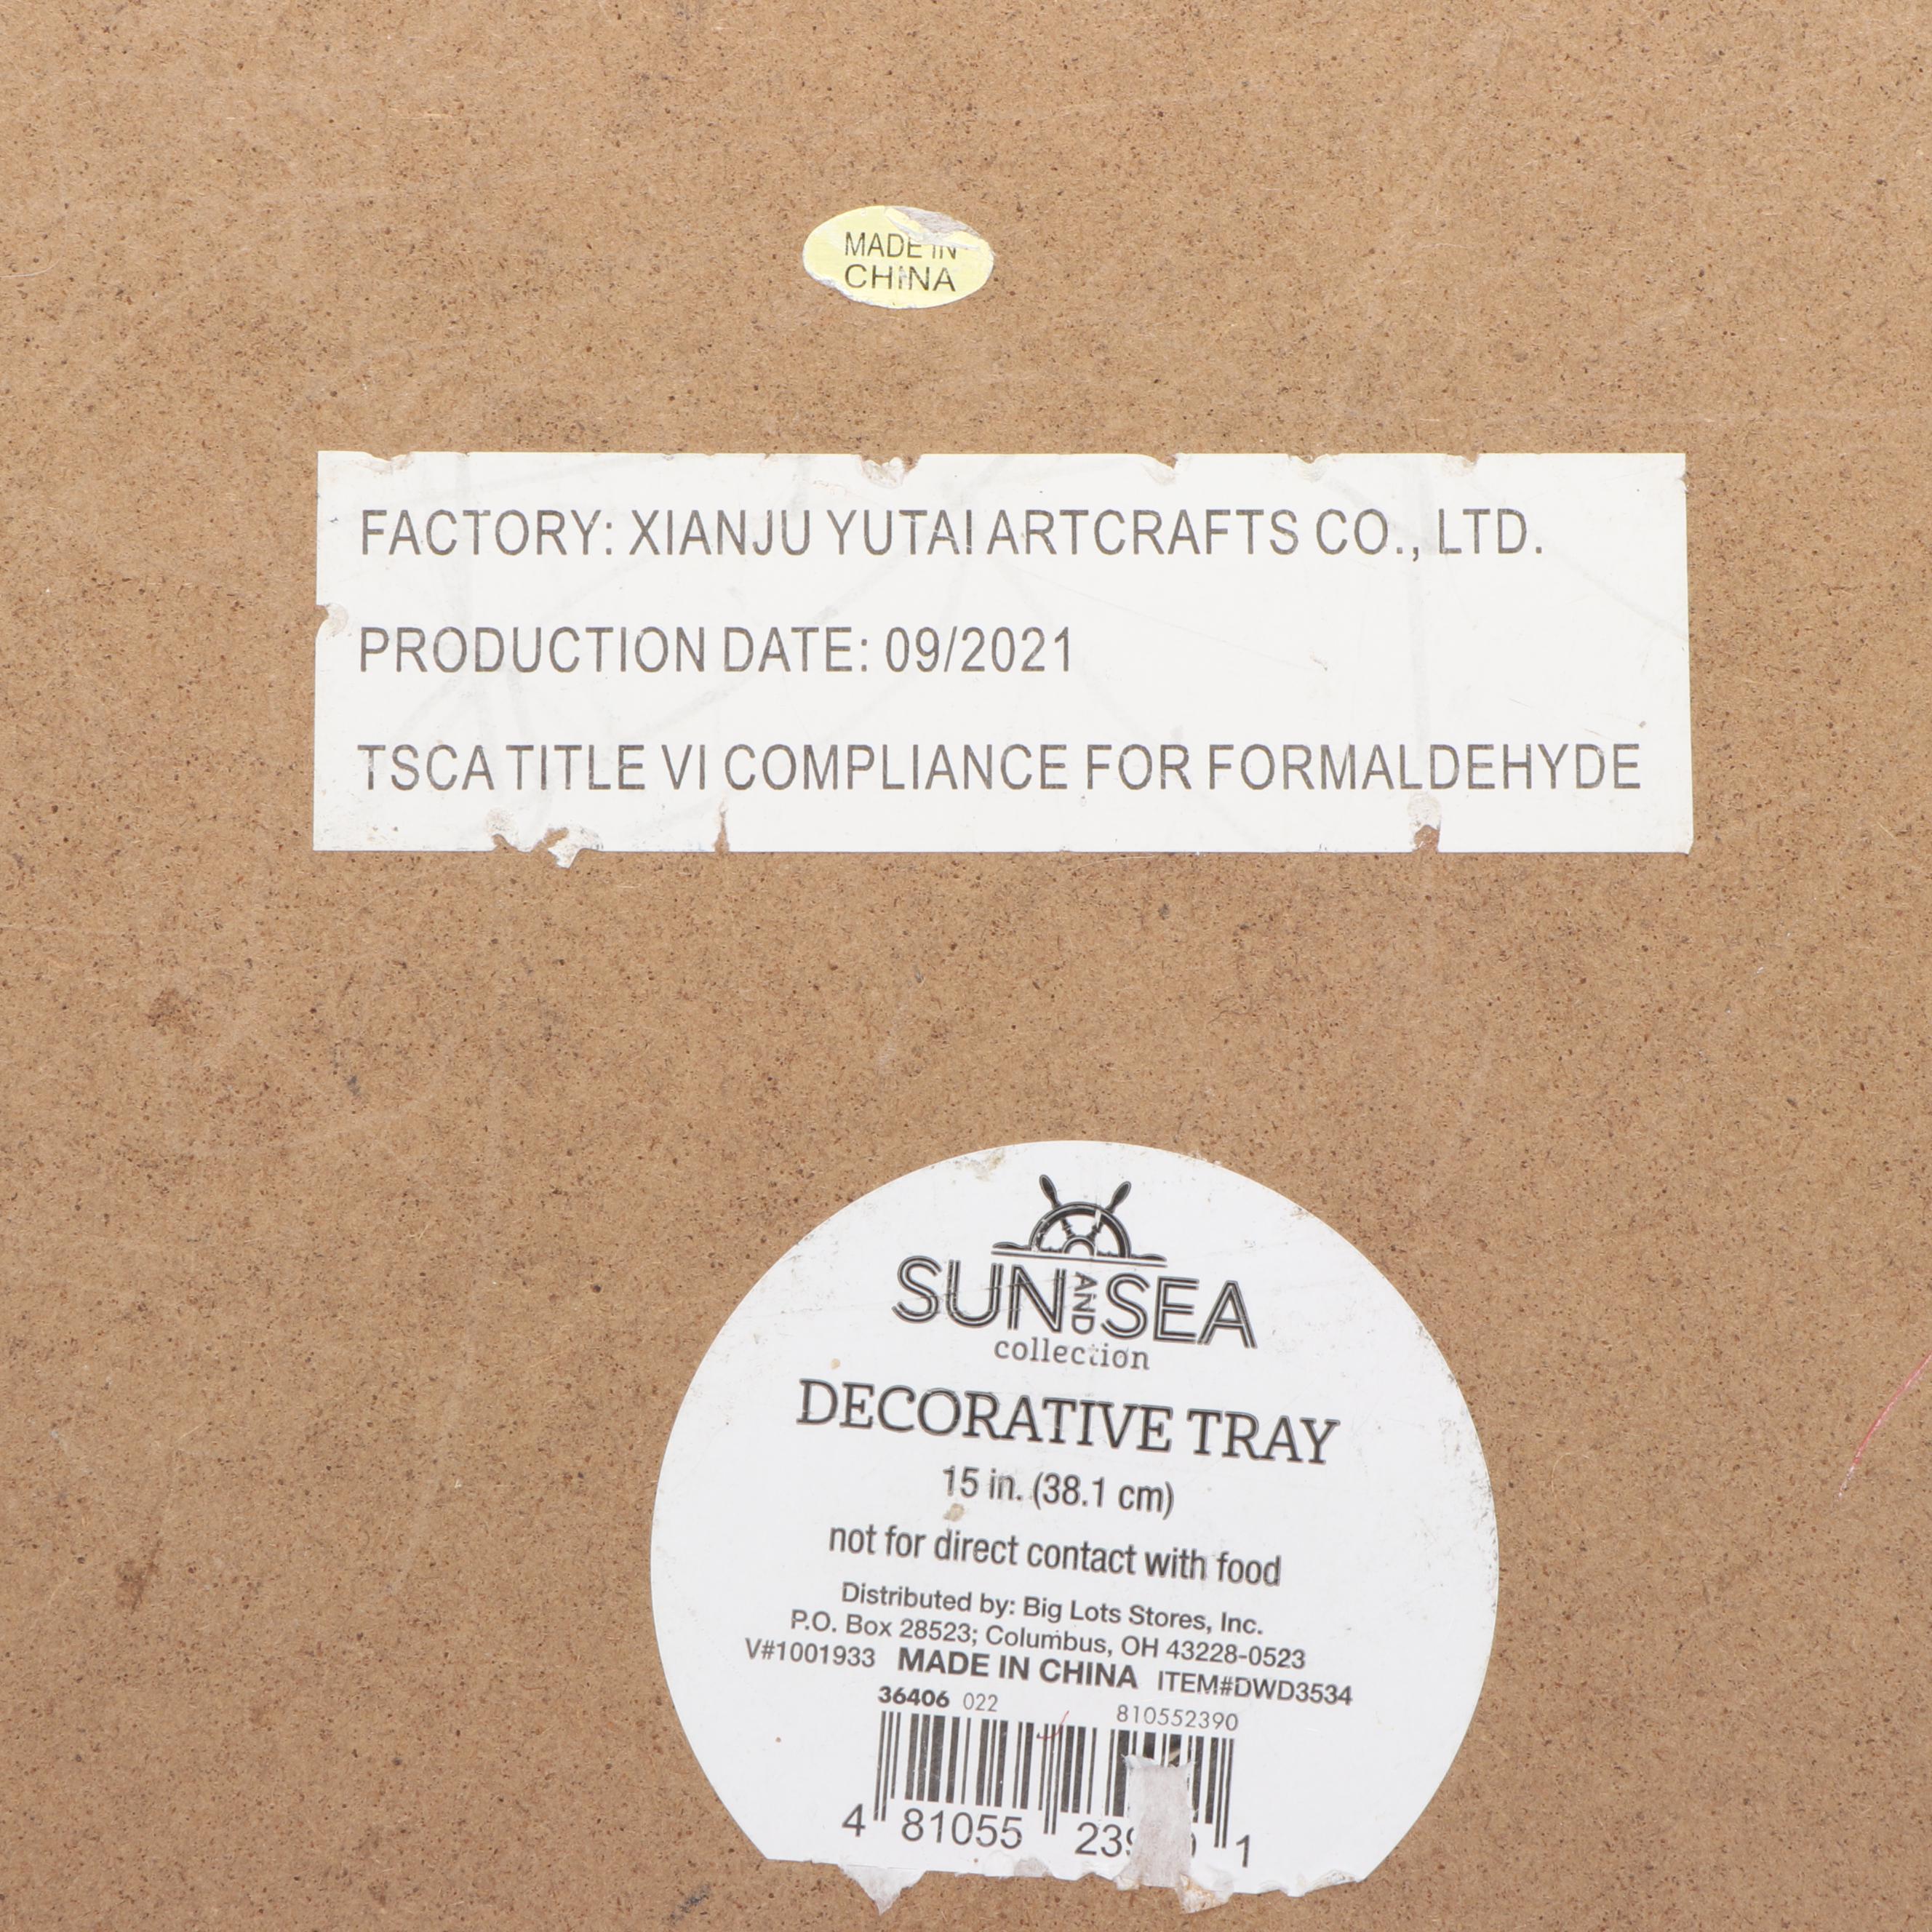 MADE IN
CHINA
FACTORY: XIANJU YUTAI ARTCRAFTS CO., LTD.
PRODUCTION DATE: 09/2021
TSCA TITLE VI COMPLIANCE FOR FORMALDEHYDE
SUN AND SEA
collection
DECORATIVE TRAY
15 in. (38.1 cm)
not for direct contact with food
Distributed by: Big Lots Stores, Inc.
P.O. Box 28523; Columbus, OH 43228-0523
V#1001933 MADE IN CHINA ITEM#DWD3534
36406 022 810552390
4 81055 1